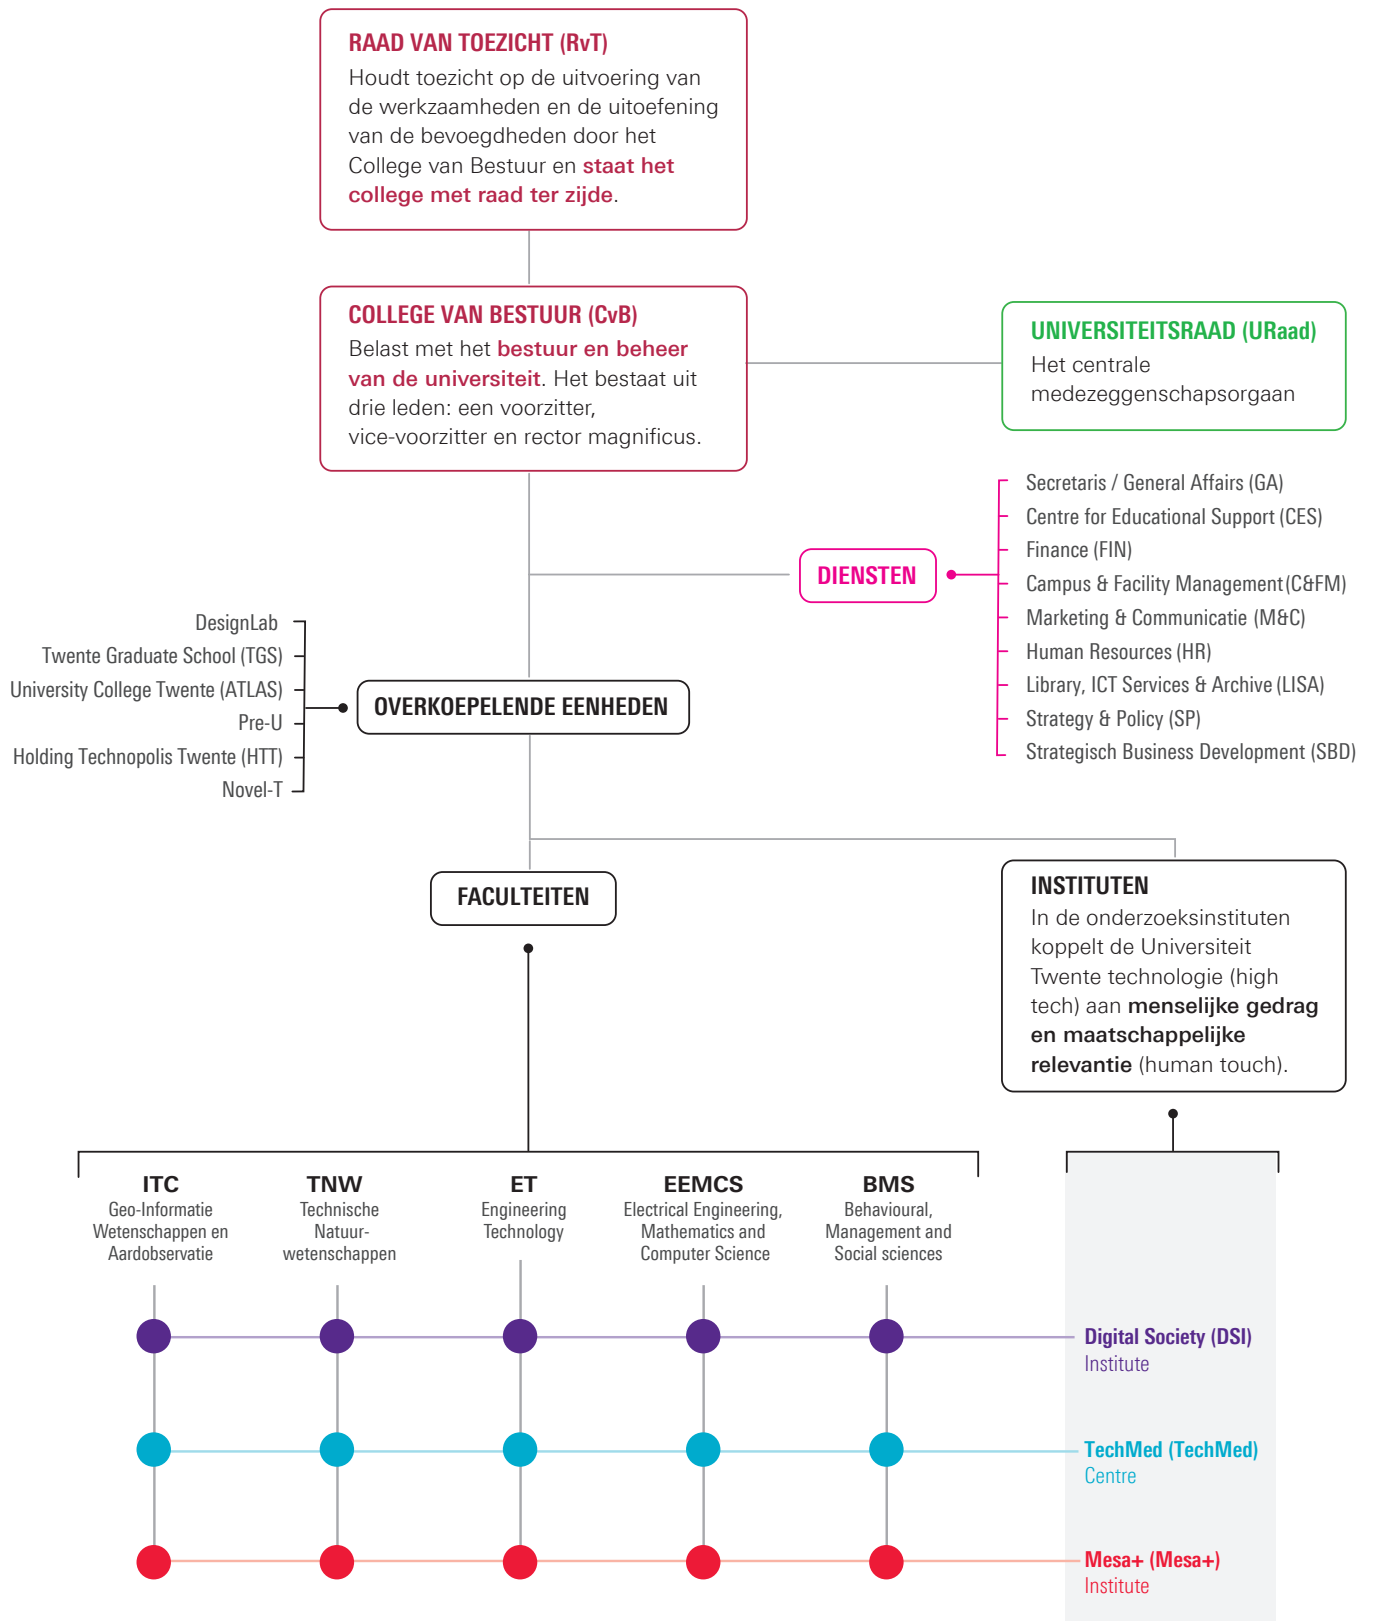 RAAD VAN TOEZICHT (RvT)
Houdt toezicht op de uitvoering van
de werkzaamheden en de uitoefening
van de bevoegdheden door het
College van Bestuur en staat het
college met raad ter zijde.
COLLEGE VAN BESTUUR (CvB)
Belast met het bestuur en beheer
van de universiteit. Het bestaat uit
drie leden: een voorzitter,
vice-voorzitter en rector magnificus.
UNIVERSITEITSRAAD (URaad)
Het centrale
medezeggenschapsorgaan
DIENSTEN
Secretaris / General Affairs (GA)
Centre for Educational Support (CES)
Finance (FIN)
Campus & Facility Management (C&FM)
Marketing & Communicatie (M&C)
Human Resources (HR)
Library, ICT Services & Archive (LISA)
Strategy & Policy (SP)
Strategisch Business Development (SBD)
DesignLab
Twente Graduate School (TGS)
University College Twente (ATLAS)
Pre-U
Holding Technopolis Twente (HTT)
Novel-T
OVERKOEPELENDE EENHEDEN
FACULTEITEN
INSTITUTEN
In de onderzoeksinstituten
koppelt de Universiteit
Twente technologie (high
tech) aan menselijke gedrag
en maatschappelijke
relevantie (human touch).
ITC
Geo-Informatie
Wetenschappen en
Aardobservatie
TNW
Technische
Natuur-
wetenschappen
ET
Engineering
Technology
EEMCS
Electrical Engineering,
Mathematics and
Computer Science
BMS
Behavioural,
Management and
Social sciences
Digital Society (DSI)
Institute
TechMed (TechMed)
Centre
Mesa+ (Mesa+)
Institute